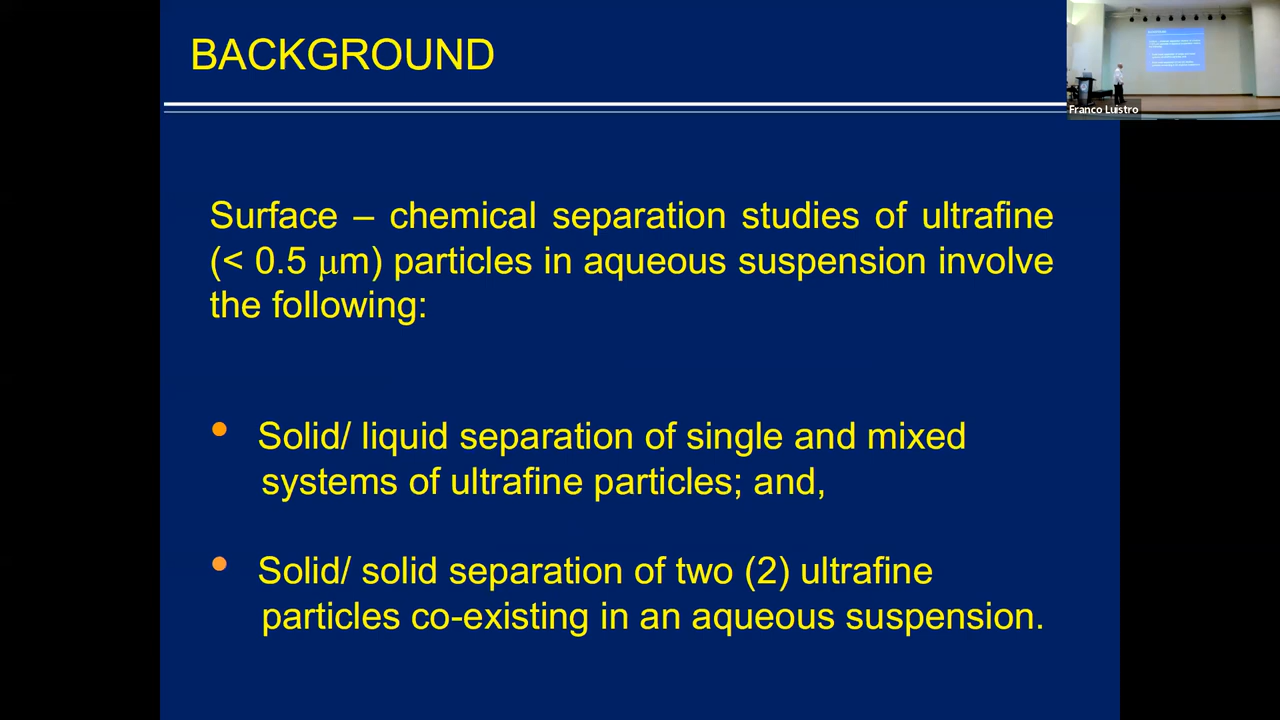 BACKGROUND
Franco Luistro
Surface – chemical separation studies of ultrafine
(< 0.5 μm) particles in aqueous suspension involve
the following:
• Solid/ liquid separation of single and mixed
systems of ultrafine particles; and,
• Solid/ solid separation of two (2) ultrafine
particles co-existing in an aqueous suspension.